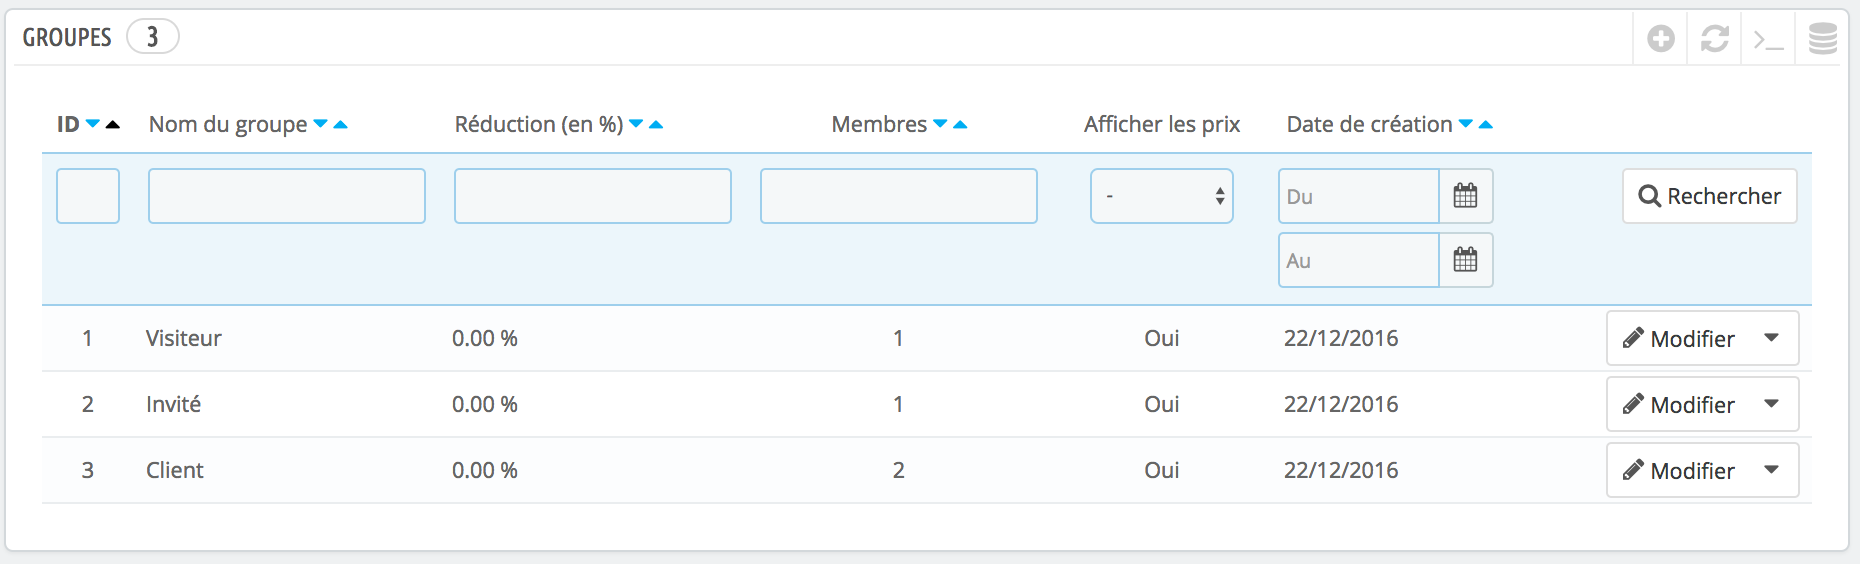 GROUPES 3
ID Nom du groupe Réduction (en %) Membres Afficher les prix Date de création
- Du Rechercher
Au
1 Visiteur 0.00 % 1 Oui 22/12/2016 Modifier
2 Invité 0.00 % 1 Oui 22/12/2016 Modifier
3 Client 0.00 % 2 Oui 22/12/2016 Modifier